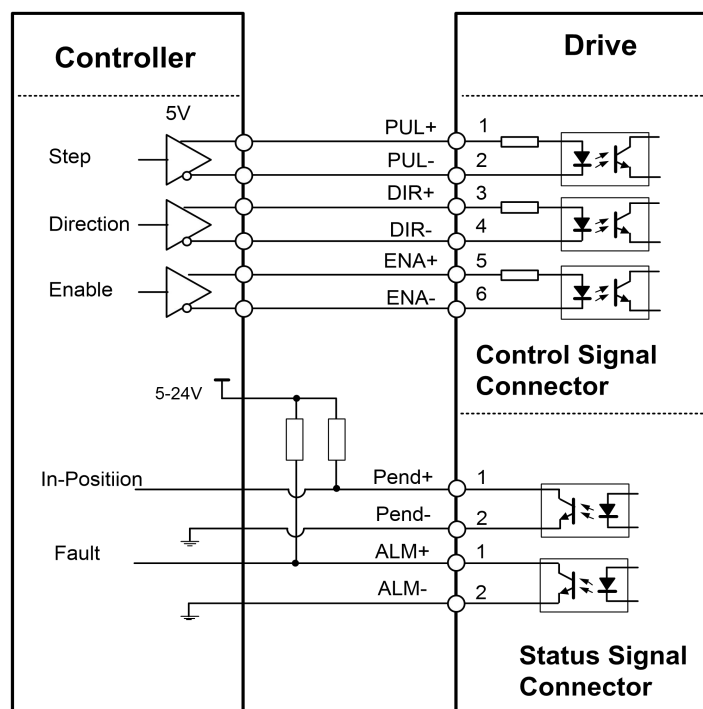 Controller
Drive
5V
Step
PUL+
1
PUL-
2
Direction
DIR+
3
DIR-
4
Enable
ENA+
5
ENA-
6
Control Signal
Connector
5-24V
In-Positiion
Pend+
1
Pend-
2
Fault
ALM+
1
ALM-
2
Status Signal
Connector